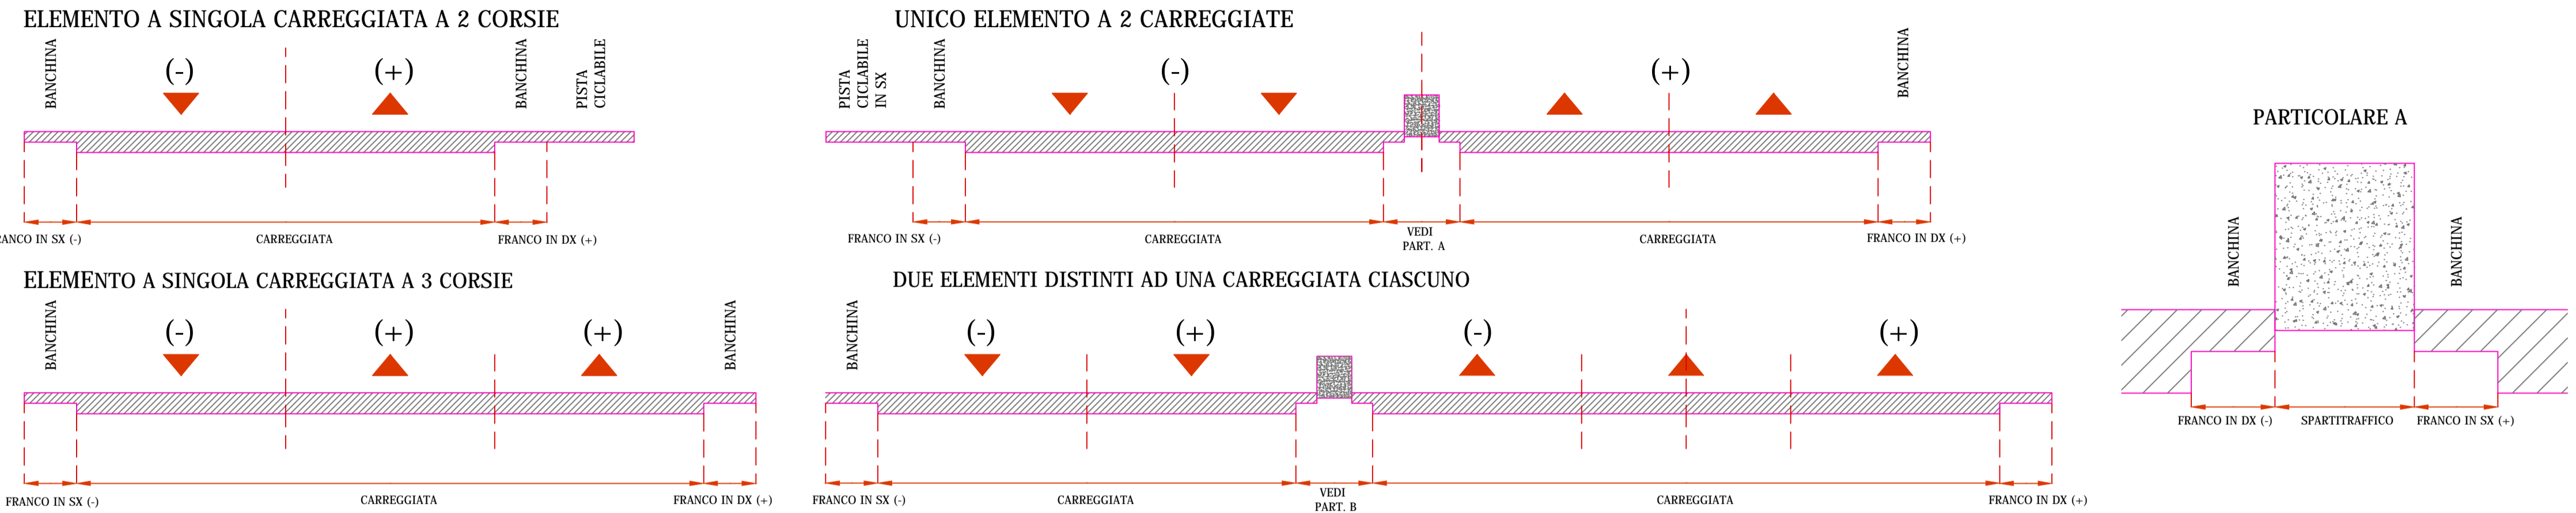 ELEMENTO A SINGOLA CARREGGIATA A 2 CORSIE
BANCHINA
(-)
(+)
BANCHINA
PISTA
CICLABILE
RANCO IN SX (-)
CARREGGIATA
FRANCO IN DX (+)
UNICO ELEMENTO A 2 CARREGGIATE
PISTA
CICLABILE
IN SX
BANCHINA
(-)
(+)
BANCHINA
FRANCO IN SX (-)
CARREGGIATA
VEDI
PART. A
CARREGGIATA
FRANCO IN DX (+)
ELEMENTO A SINGOLA CARREGGIATA A 3 CORSIE
BANCHINA
(-)
(+)
(+)
BANCHINA
FRANCO IN SX (-)
CARREGGIATA
FRANCO IN DX (+)
DUE ELEMENTI DISTINTI AD UNA CARREGGIATA CIASCUNO
BANCHINA
(-)
(+)
(-)
(+)
FRANCO IN SX (-)
CARREGGIATA
VEDI
PART. B
CARREGGIATA
FRANCO IN DX (+)
PARTICOLARE A
BANCHINA
BANCHINA
FRANCO IN DX (-)
SPARTITRAFFICO
FRANCO IN SX (+)